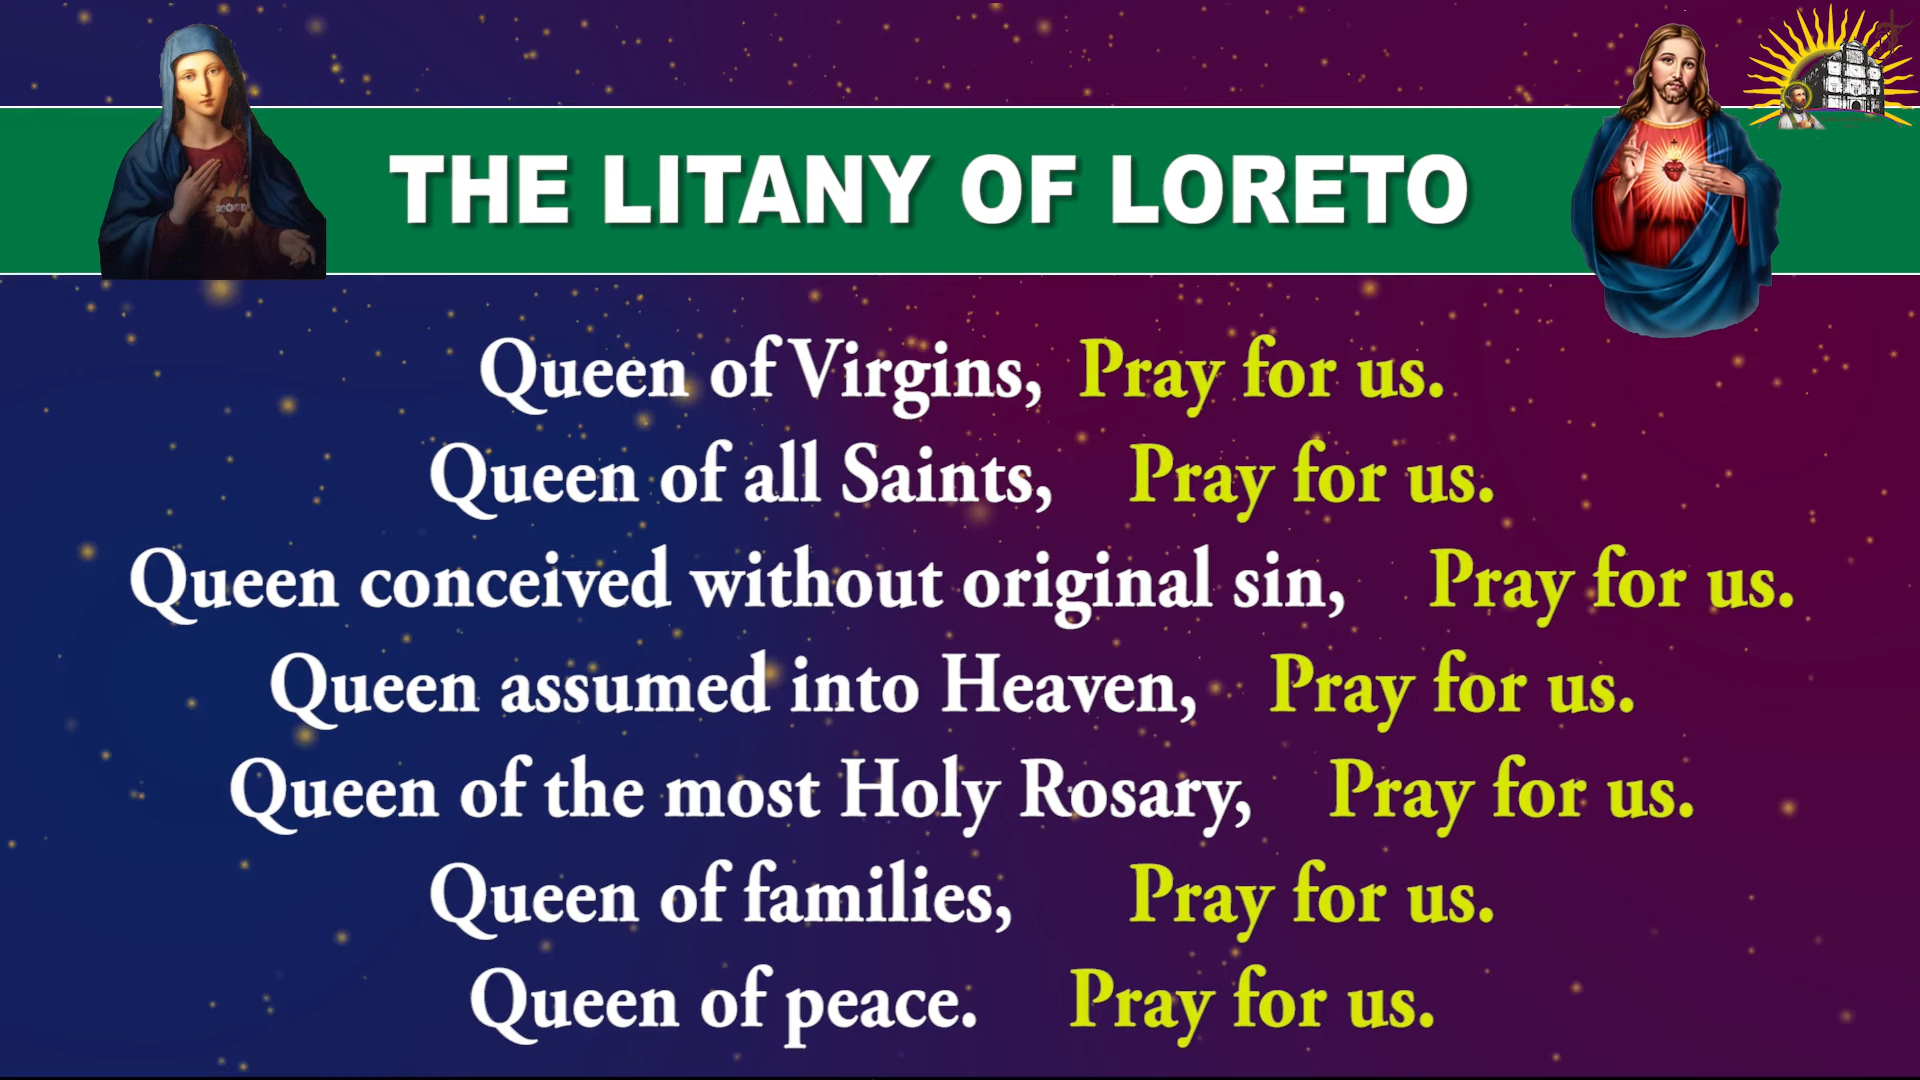 THE LITANY OF LORETO
Queen of Virgins, Pray for us.
Queen of all Saints, Pray for us.
Queen conceived without original sin, Pray for us.
Queen assumed into Heaven, Pray for us.
Queen of the most Holy Rosary, Pray for us.
Queen of families, Pray for us.
Queen of peace. Pray for us.